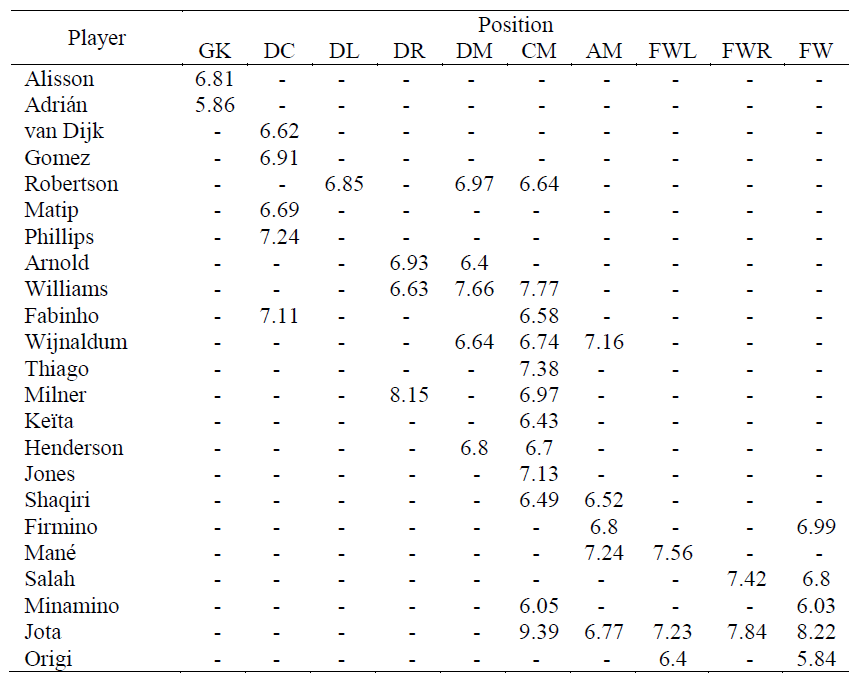 Player Position
GK DC DL DR DM CM AM FWL FWR FW
Alisson 6.81 - - - - - - - - -
Adrián 5.86 - - - - - - - - -
van Dijk - 6.62 - - - - - - - -
Gomez - 6.91 - - - - - - - -
Robertson - - 6.85 - 6.97 6.64 - - - -
Matip - 6.69 - - - - - - - -
Phillips - 7.24 - - - - - - - -
Arnold - - - 6.93 6.4 - - - - -
Williams - - - 6.63 7.66 7.77 - - - -
Fabinho - 7.11 - - 6.58 - - - -
Wijnaldum - - - - 6.64 6.74 7.16 - - -
Thiago - - - - - 7.38 - - - -
Milner - - - 8.15 - 6.97 - - - -
Keïta - - - - - 6.43 - - - -
Henderson - - - - 6.8 6.7 - - - -
Jones - - - - - 7.13 - - - -
Shaqiri - - - - - 6.49 6.52 - - -
Firmino - - - - - - 6.8 - - 6.99
Mané - - - - - - 7.24 7.56 - -
Salah - - - - - - - - 7.42 6.8
Minamino - - - - - 6.05 - - - 6.03
Jota - - - - - 9.39 6.77 7.23 7.84 8.22
Origi - - - - - - - 6.4 - 5.84